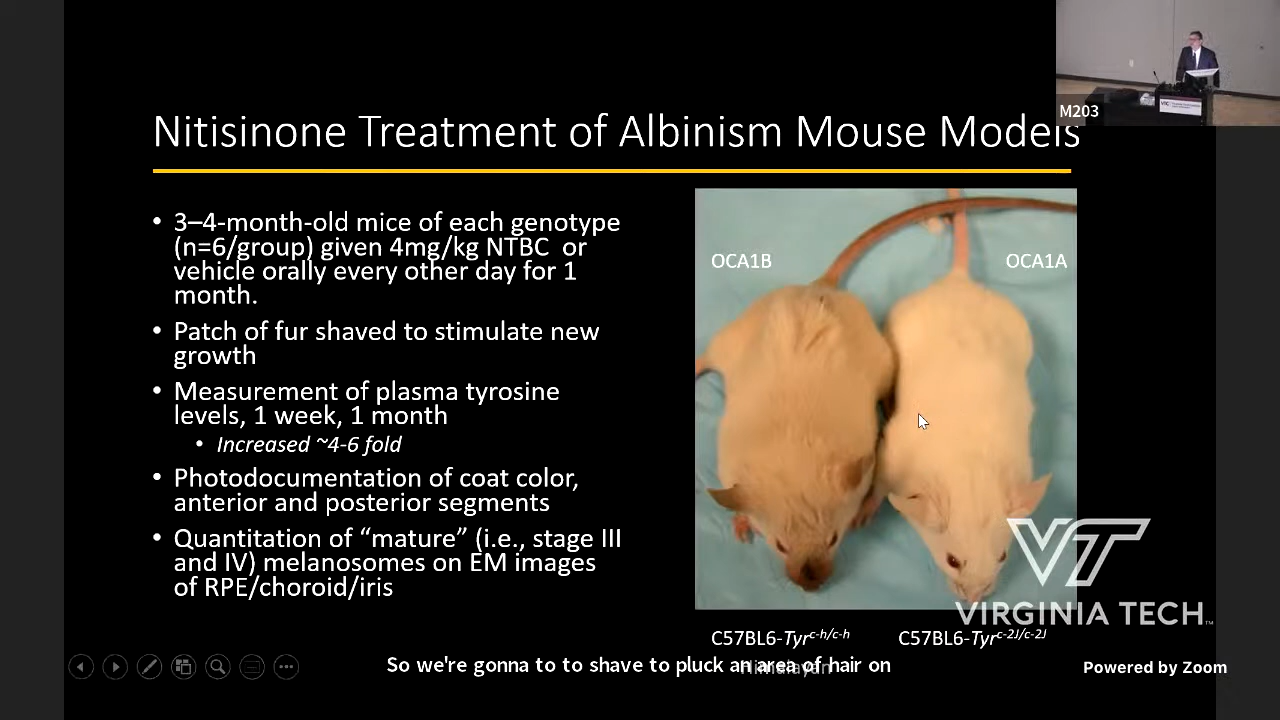 M203
Nitisinone Treatment of Albinism Mouse Models
• 3–4-month-old mice of each genotype
(n=6/group) given 4mg/kg NTBC or
vehicle orally every other day for 1
month.
• Patch of fur shaved to stimulate new
growth
• Measurement of plasma tyrosine
levels, 1 week, 1 month
• Increased ~4-6 fold
• Photodocumentation of coat color,
anterior and posterior segments
• Quantitation of “mature” (i.e., stage III
and IV) melanosomes on EM images
of RPE/choroid/iris
OCA1B
OCA1A
VT
VIRGINIA TECH™
C57BL6-Tyr^c-h/c-h
C57BL6-Tyr^c-2J/c-2J
Himalayan
So we're gonna to to shave to pluck an area of hair on
Powered by Zoom